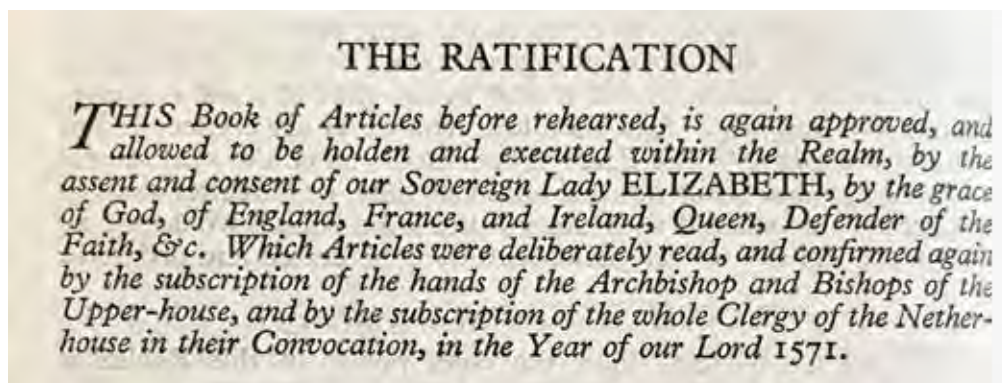 THE RATIFICATION
THIS Book of Articles before rehearsed, is again approved, and
allowed to be holden and executed within the Realm, by the
assent and consent of our Sovereign Lady ELIZABETH, by the grace
of God, of England, France, and Ireland, Queen, Defender of the
Faith, &c. Which Articles were deliberately read, and confirmed again
by the subscription of the hands of the Archbishop and Bishops of the
Upper-house, and by the subscription of the whole Clergy of the Nether-
house in their Convocation, in the Year of our Lord 1571.